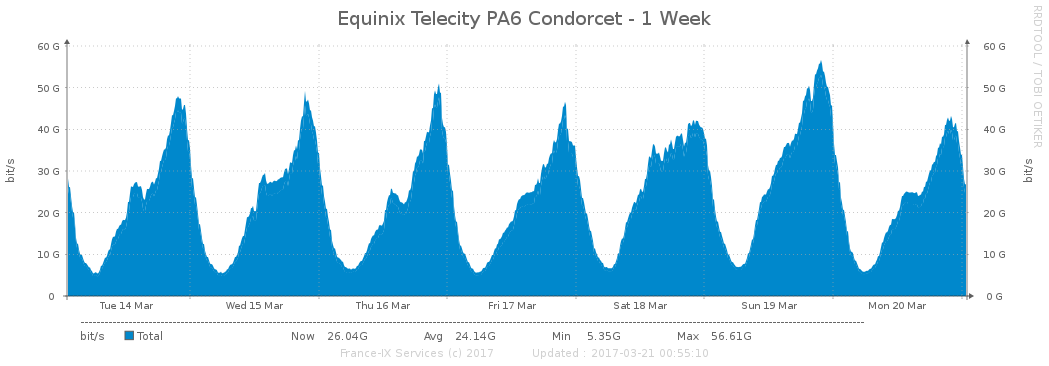 Equinix Telecity PA6 Condorcet - 1 Week
RRDTOOL / TOBI OETIKER
60 G 60 G
50 G 50 G
40 G 40 G
30 G 30 G
20 G 20 G
10 G 10 G
0 0 G
bit/s bit/s
Tue 14 Mar Wed 15 Mar Thu 16 Mar Fri 17 Mar Sat 18 Mar Sun 19 Mar Mon 20 Mar
bit/s Total Now 26.04G Avg 24.14G Min 5.35G Max 56.61G
France-IX Services (c) 2017 Updated : 2017-03-21 00:55:10